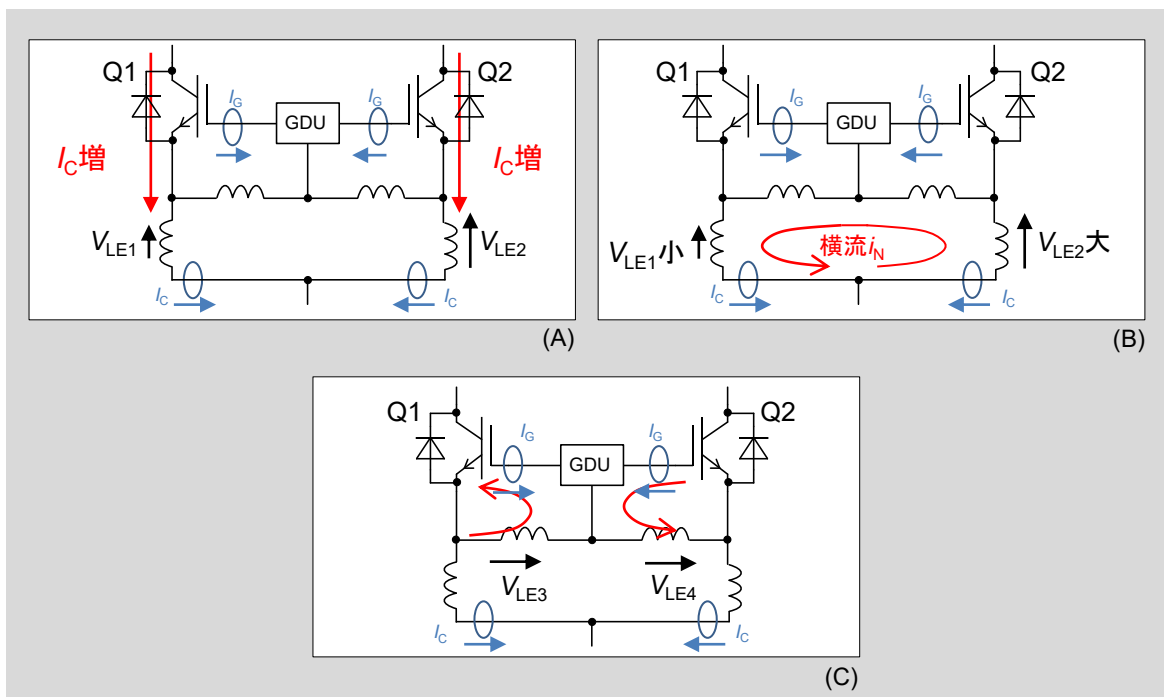 Q1
Q2
IG
GDU
IG
IC増
IC増
VLE1
VLE2
IC
IC
(A)
Q1
Q2
IG
GDU
IG
VLE1小
横流iN
VLE2大
IC
IC
(B)
Q1
Q2
IG
GDU
IG
VLE3
VLE4
IC
IC
(C)